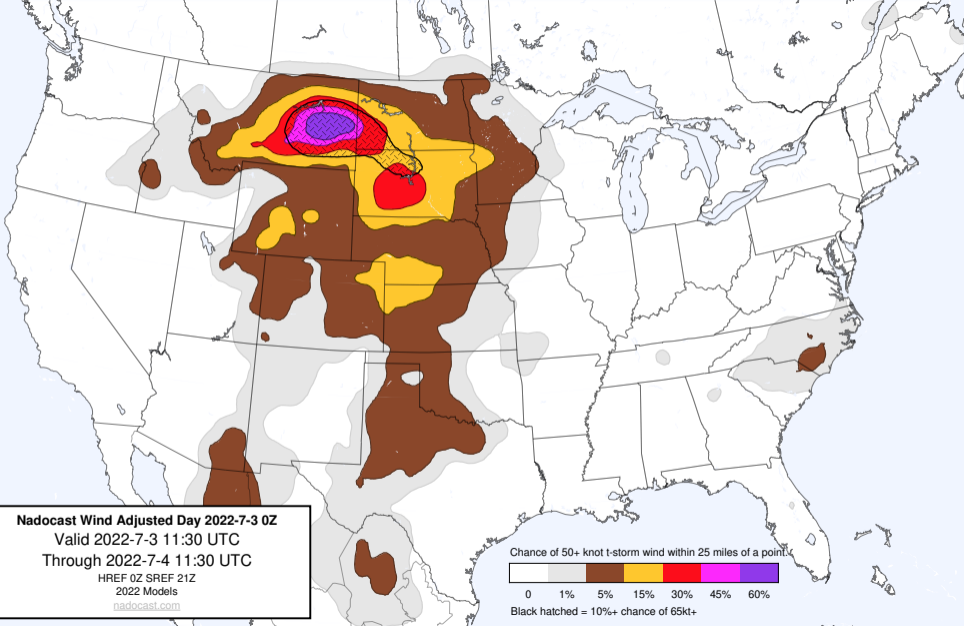 Nadocast Wind Adjusted Day 2022-7-3 0Z
Valid 2022-7-3 11:30 UTC
Through 2022-7-4 11:30 UTC
HREF 0Z SREF 21Z
2022 Models
nadocast.com
Chance of 50+ knot t-storm wind within 25 miles of a point.
0 1% 5% 15% 30% 45% 60%
Black hatched = 10%+ chance of 65kt+